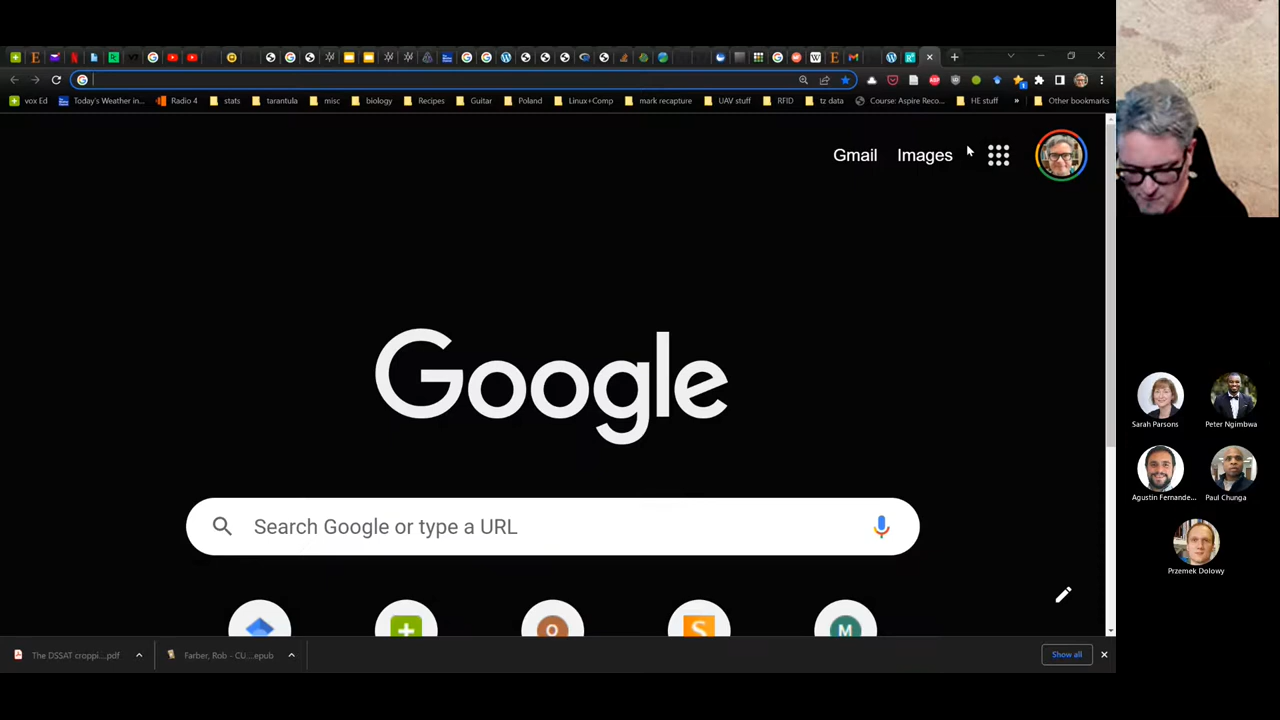 vox Ed
Today's Weather in...
Radio 4
stats
tarantula
misc
biology
Recipes
Guitar
Poland
Linux+Comp
mark recapture
UAV stuff
RFID
tz data
Course: Aspire Reco...
HE stuff
»
Other bookmarks
Gmail
Images
Google
Search Google or type a URL
O
S
M
The DSSAT croppi....pdf
Farber, Rob - CU....epub
Show all
Sarah Parsons
Peter Ngimbwa
Agustin Fernande...
Paul Chunga
Przemek Dolowy